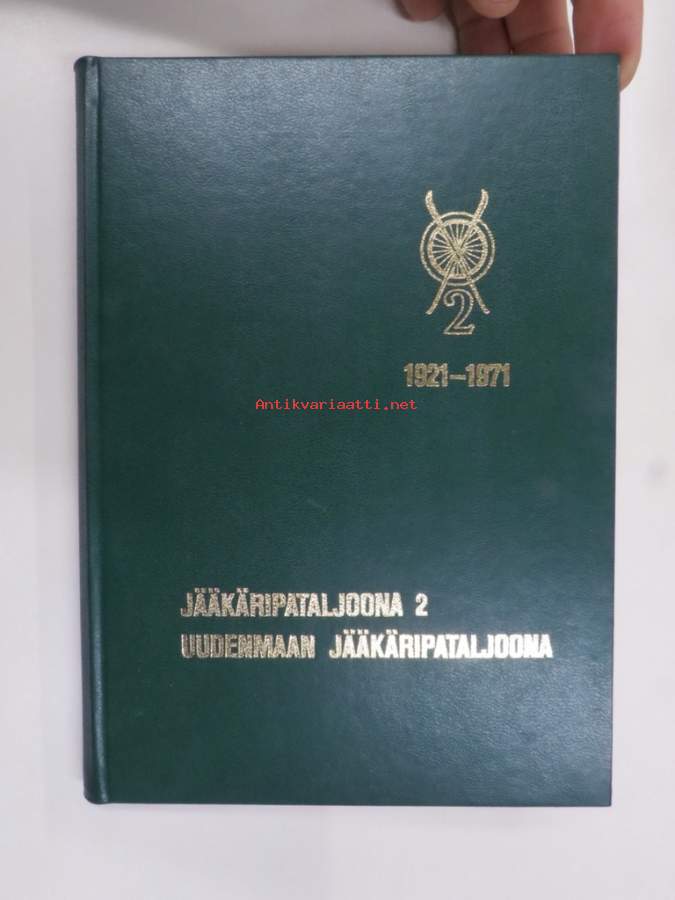 2
1921–1971
Antikvariaatti.net
JÄÄKÄRIPATALJOONA 2
UUDENMAAN JÄÄKÄRIPATALJOONA